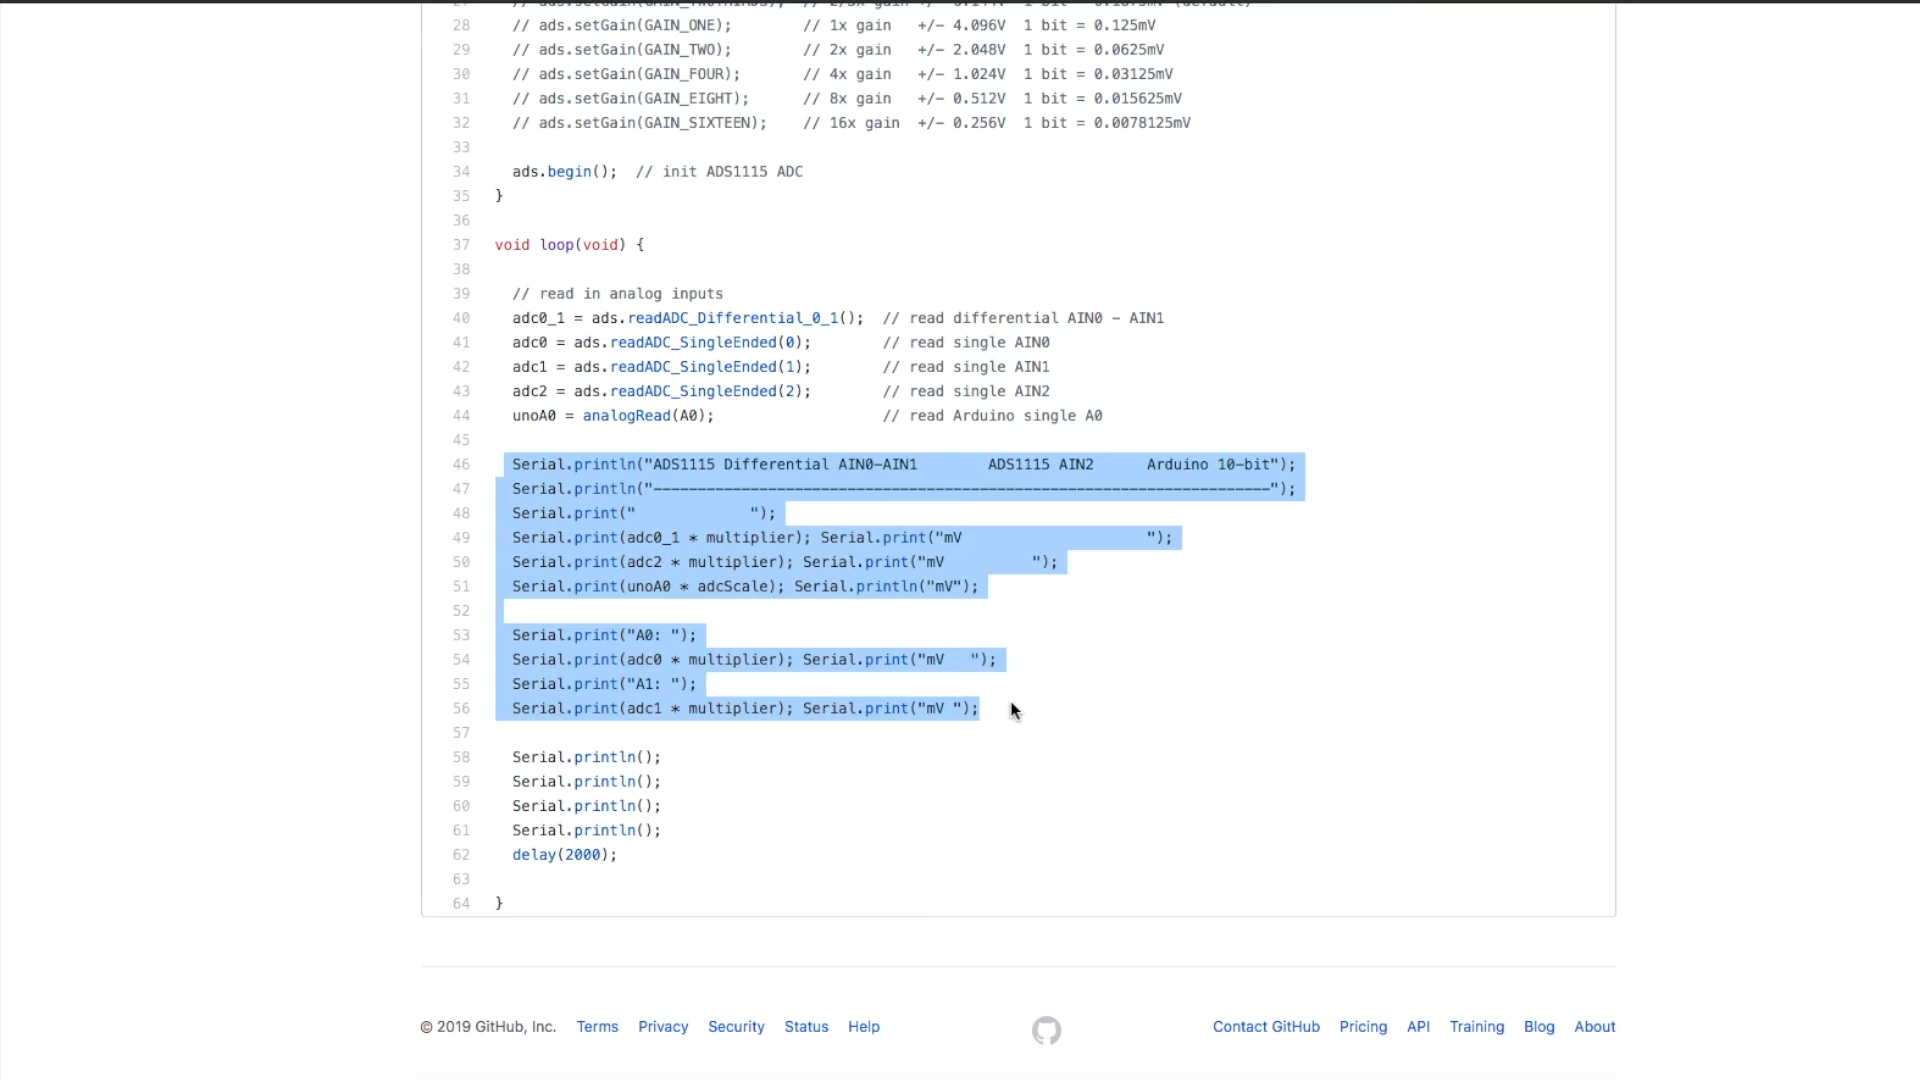 28 // ads.setGain(GAIN_ONE);        // 1x gain   +/- 4.096V  1 bit = 0.125mV
29 // ads.setGain(GAIN_TWO);        // 2x gain   +/- 2.048V  1 bit = 0.0625mV
30 // ads.setGain(GAIN_FOUR);       // 4x gain   +/- 1.024V  1 bit = 0.03125mV
31 // ads.setGain(GAIN_EIGHT);      // 8x gain   +/- 0.512V  1 bit = 0.015625mV
32 // ads.setGain(GAIN_SIXTEEN);    // 16x gain  +/- 0.256V  1 bit = 0.0078125mV
33
34 ads.begin();  // init ADS1115 ADC
35 }
36
37 void loop(void) {
38
39 // read in analog inputs
40 adc0_1 = ads.readADC_Differential_0_1();  // read differential AIN0 - AIN1
41 adc0 = ads.readADC_SingleEnded(0);        // read single AIN0
42 adc1 = ads.readADC_SingleEnded(1);        // read single AIN1
43 adc2 = ads.readADC_SingleEnded(2);        // read single AIN2
44 unoA0 = analogRead(A0);                   // read Arduino single A0
45
46 Serial.println("ADS1115 Differential AIN0-AIN1        ADS1115 AIN2      Arduino 10-bit");
47 Serial.println("----------------------------------------------------------------------");
48 Serial.print("             ");
49 Serial.print(adc0_1 * multiplier); Serial.print("mV                     ");
50 Serial.print(adc2 * multiplier); Serial.print("mV          ");
51 Serial.print(unoA0 * adcScale); Serial.println("mV");
52
53 Serial.print("A0: ");
54 Serial.print(adc0 * multiplier); Serial.print("mV   ");
55 Serial.print("A1: ");
56 Serial.print(adc1 * multiplier); Serial.print("mV ");
57
58 Serial.println();
59 Serial.println();
60 Serial.println();
61 Serial.println();
62 delay(2000);
63
64 }
© 2019 GitHub, Inc. Terms Privacy Security Status Help Contact GitHub Pricing API Training Blog About